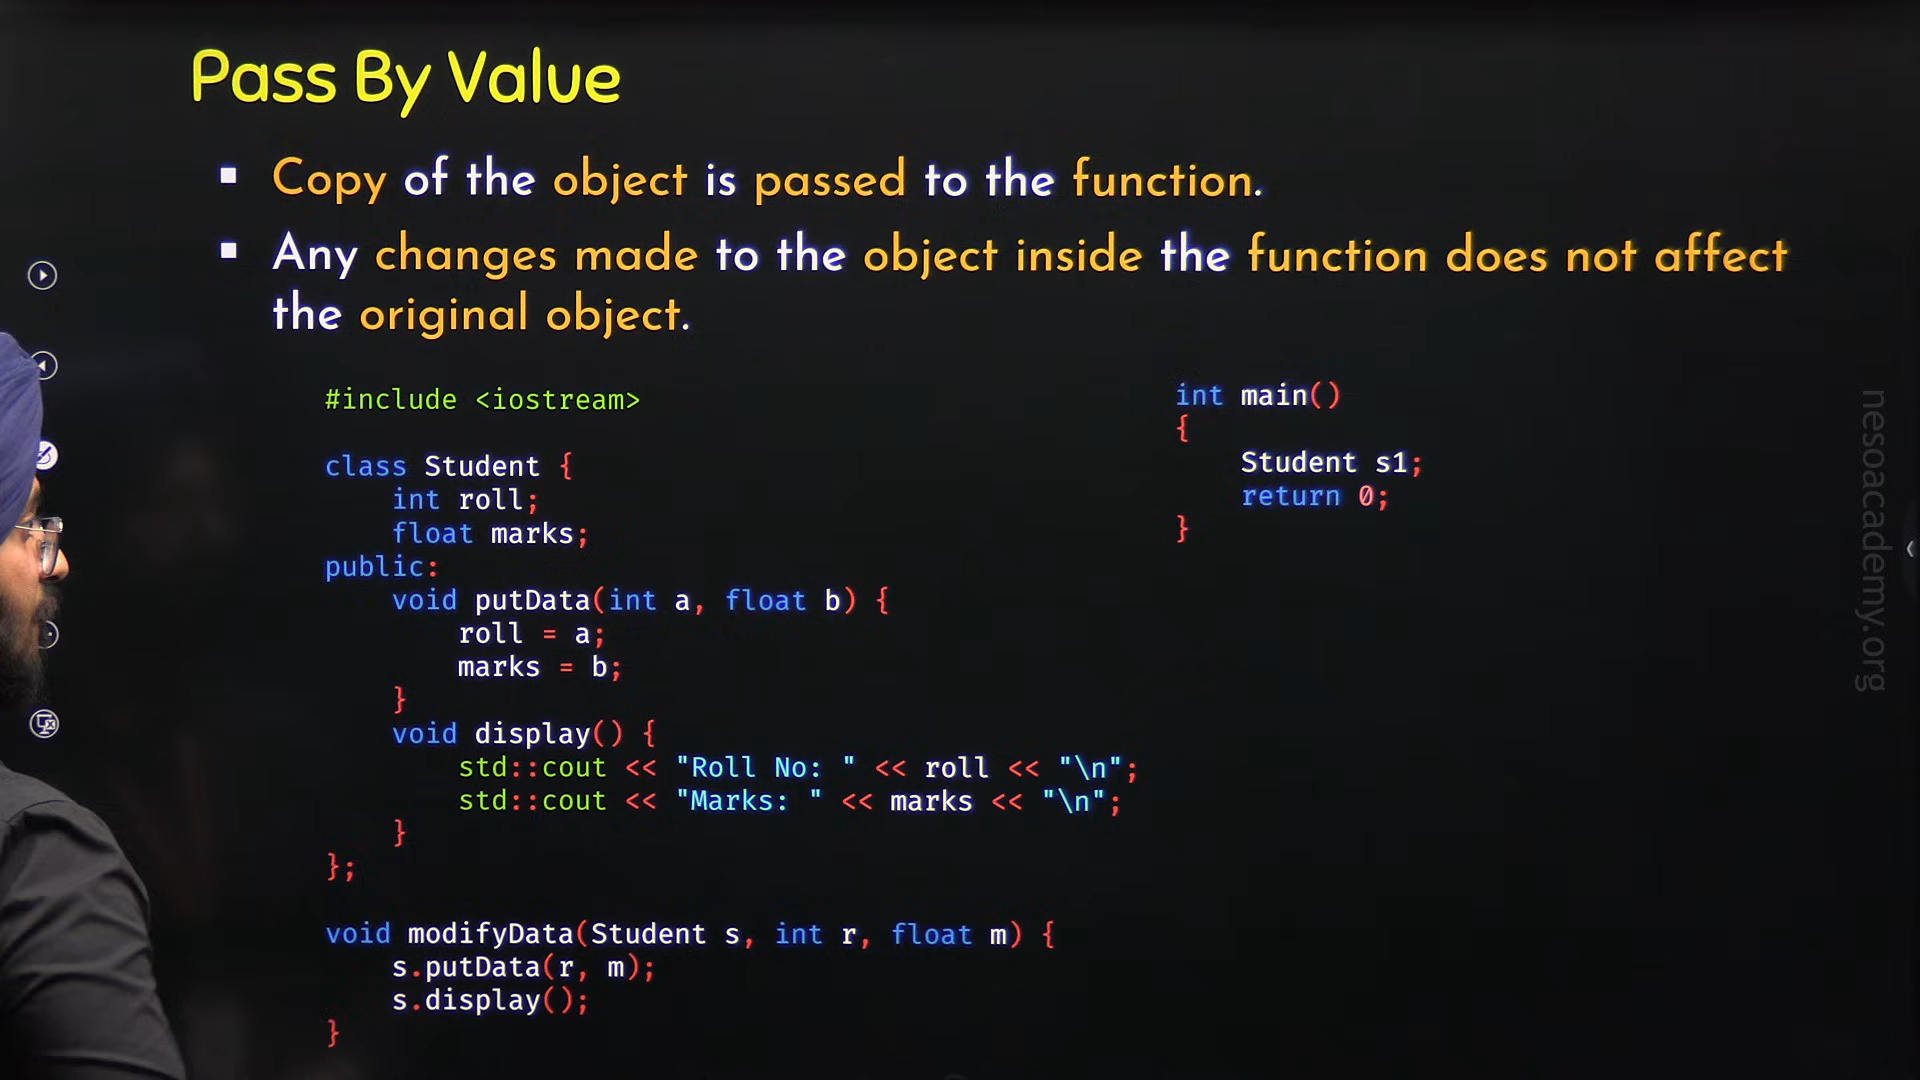 Pass By Value
▪ Copy of the object is passed to the function.
▪ Any changes made to the object inside the function does not affect
the original object.
#include <iostream>
class Student {
int roll;
float marks;
public:
void putData(int a, float b) {
roll = a;
marks = b;
}
void display() {
std::cout << "Roll No: " << roll << "\n";
std::cout << "Marks: " << marks << "\n";
}
};
void modifyData(Student s, int r, float m) {
s.putData(r, m);
s.display();
}
int main()
{
Student s1;
return 0;
}
nesoacademy.org